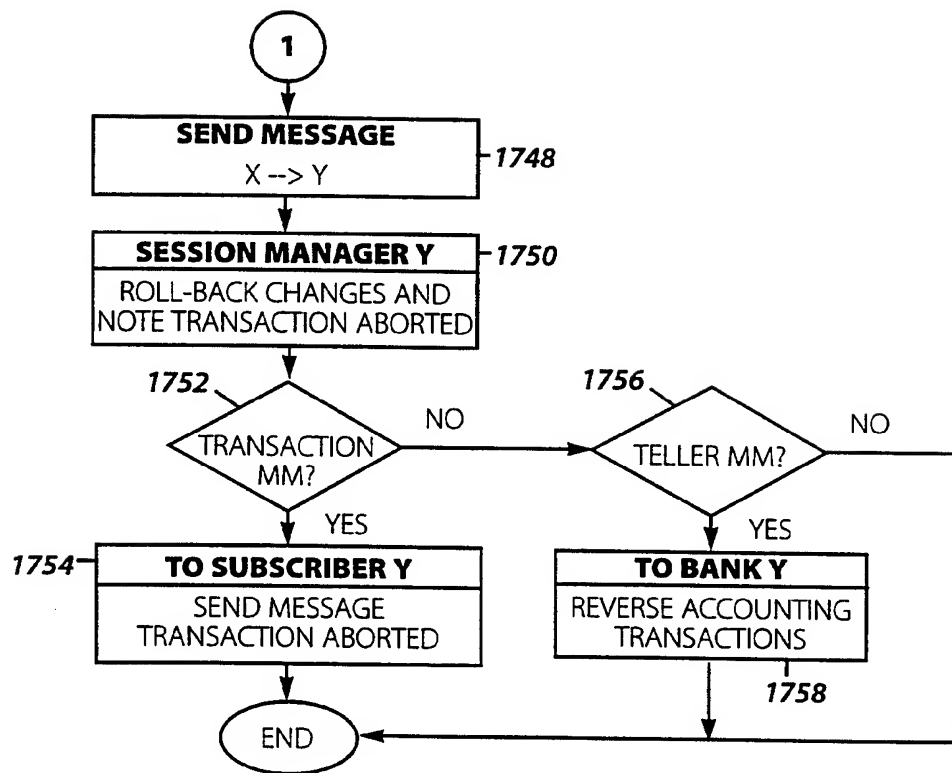 1
SEND MESSAGE
X --> Y
1748
SESSION MANAGER Y
1750
ROLL-BACK CHANGES AND
NOTE TRANSACTION ABORTED
1752
TRANSACTION
MM?
NO
1756
TELLER MM?
NO
YES
YES
1754
TO SUBSCRIBER Y
SEND MESSAGE
TRANSACTION ABORTED
TO BANK Y
REVERSE ACCOUNTING
TRANSACTIONS
1758
END